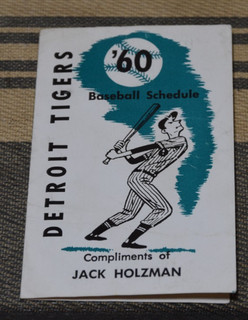 DETROIT TIGERS
'60
Baseball Schedule
Compliments of
JACK HOLZMAN